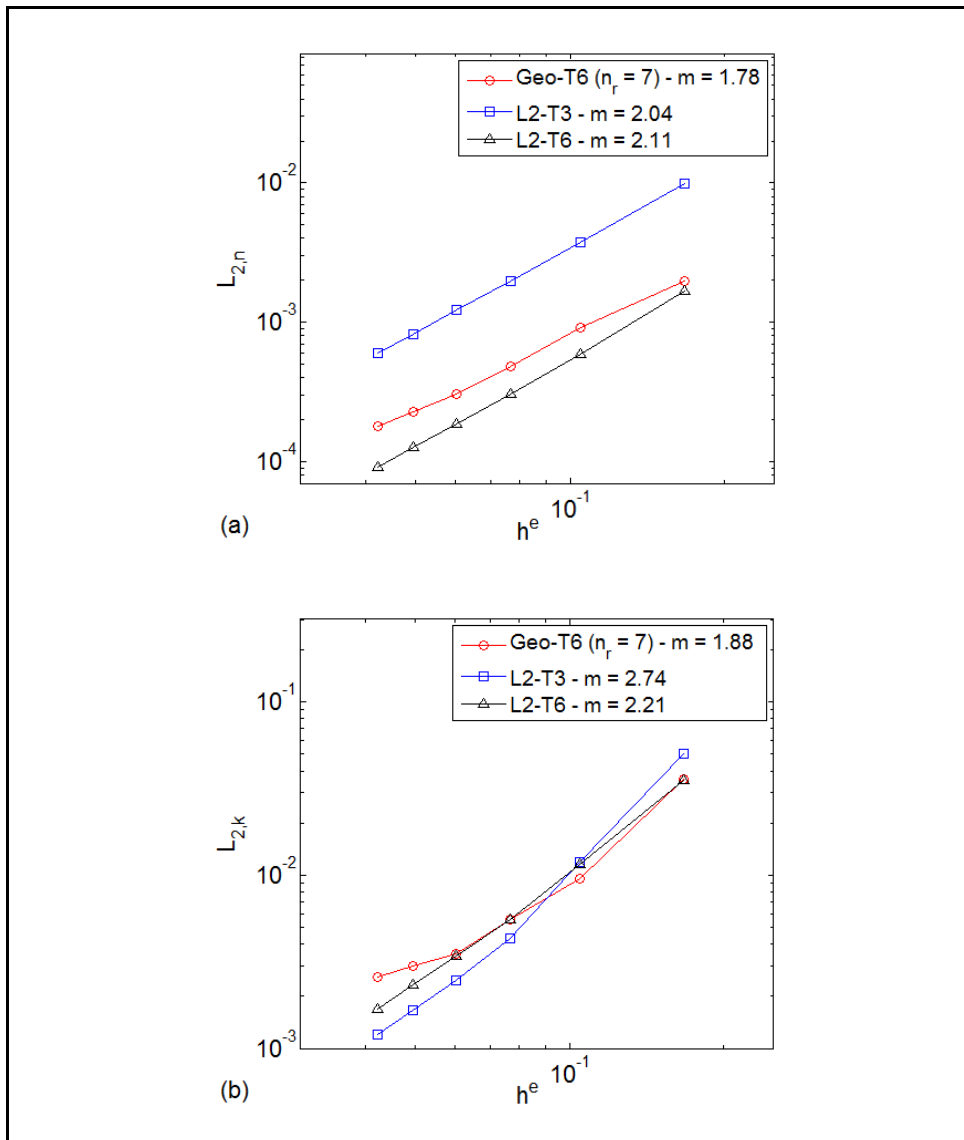 Geo-T6 (n_r = 7) - m = 1.78
L2-T3 - m = 2.04
L2-T6 - m = 2.11
10^-2
10^-3
10^-4
L_2,n
10^-1
h^e
(a)
Geo-T6 (n_r = 7) - m = 1.88
L2-T3 - m = 2.74
L2-T6 - m = 2.21
10^-1
10^-2
10^-3
L_2,k
10^-1
h^e
(b)